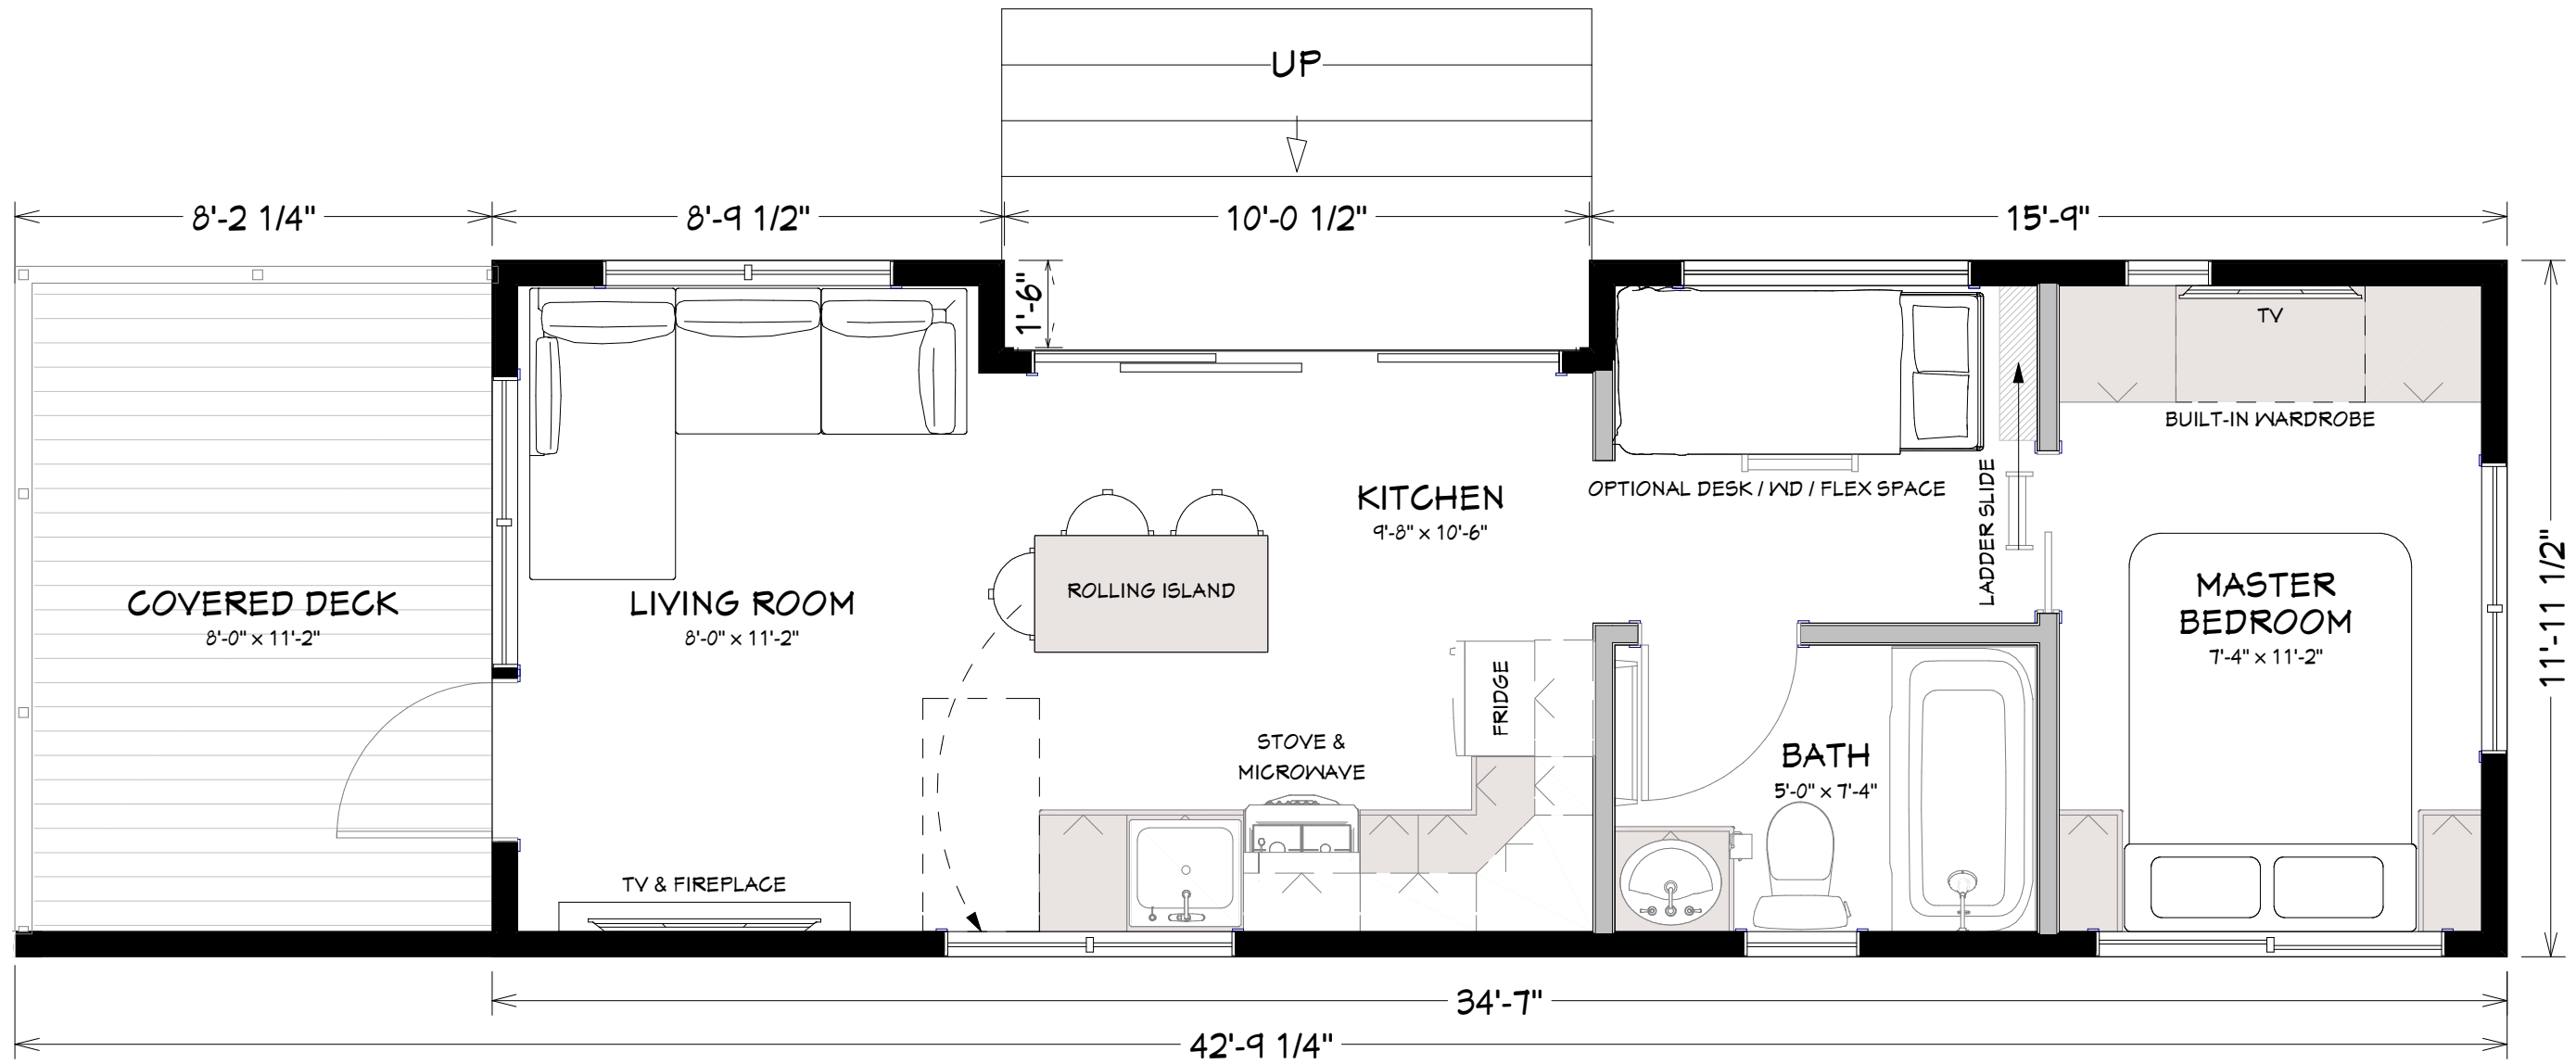 UP
8'-2 1/4"
8'-9 1/2"
10'-0 1/2"
15'-9"
1'-6"
TV
BUILT-IN WARDROBE
OPTIONAL DESK / WD / FLEX SPACE
LADDER SLIDE
KITCHEN
9'-8" x 10'-6"
ROLLING ISLAND
COVERED DECK
8'-0" x 11'-2"
LIVING ROOM
8'-0" x 11'-2"
MASTER
BEDROOM
7'-4" x 11'-2"
11'-11 1/2"
FRIDGE
STOVE &
MICROWAVE
BATH
5'-0" x 7'-4"
TV & FIREPLACE
34'-7"
42'-9 1/4"